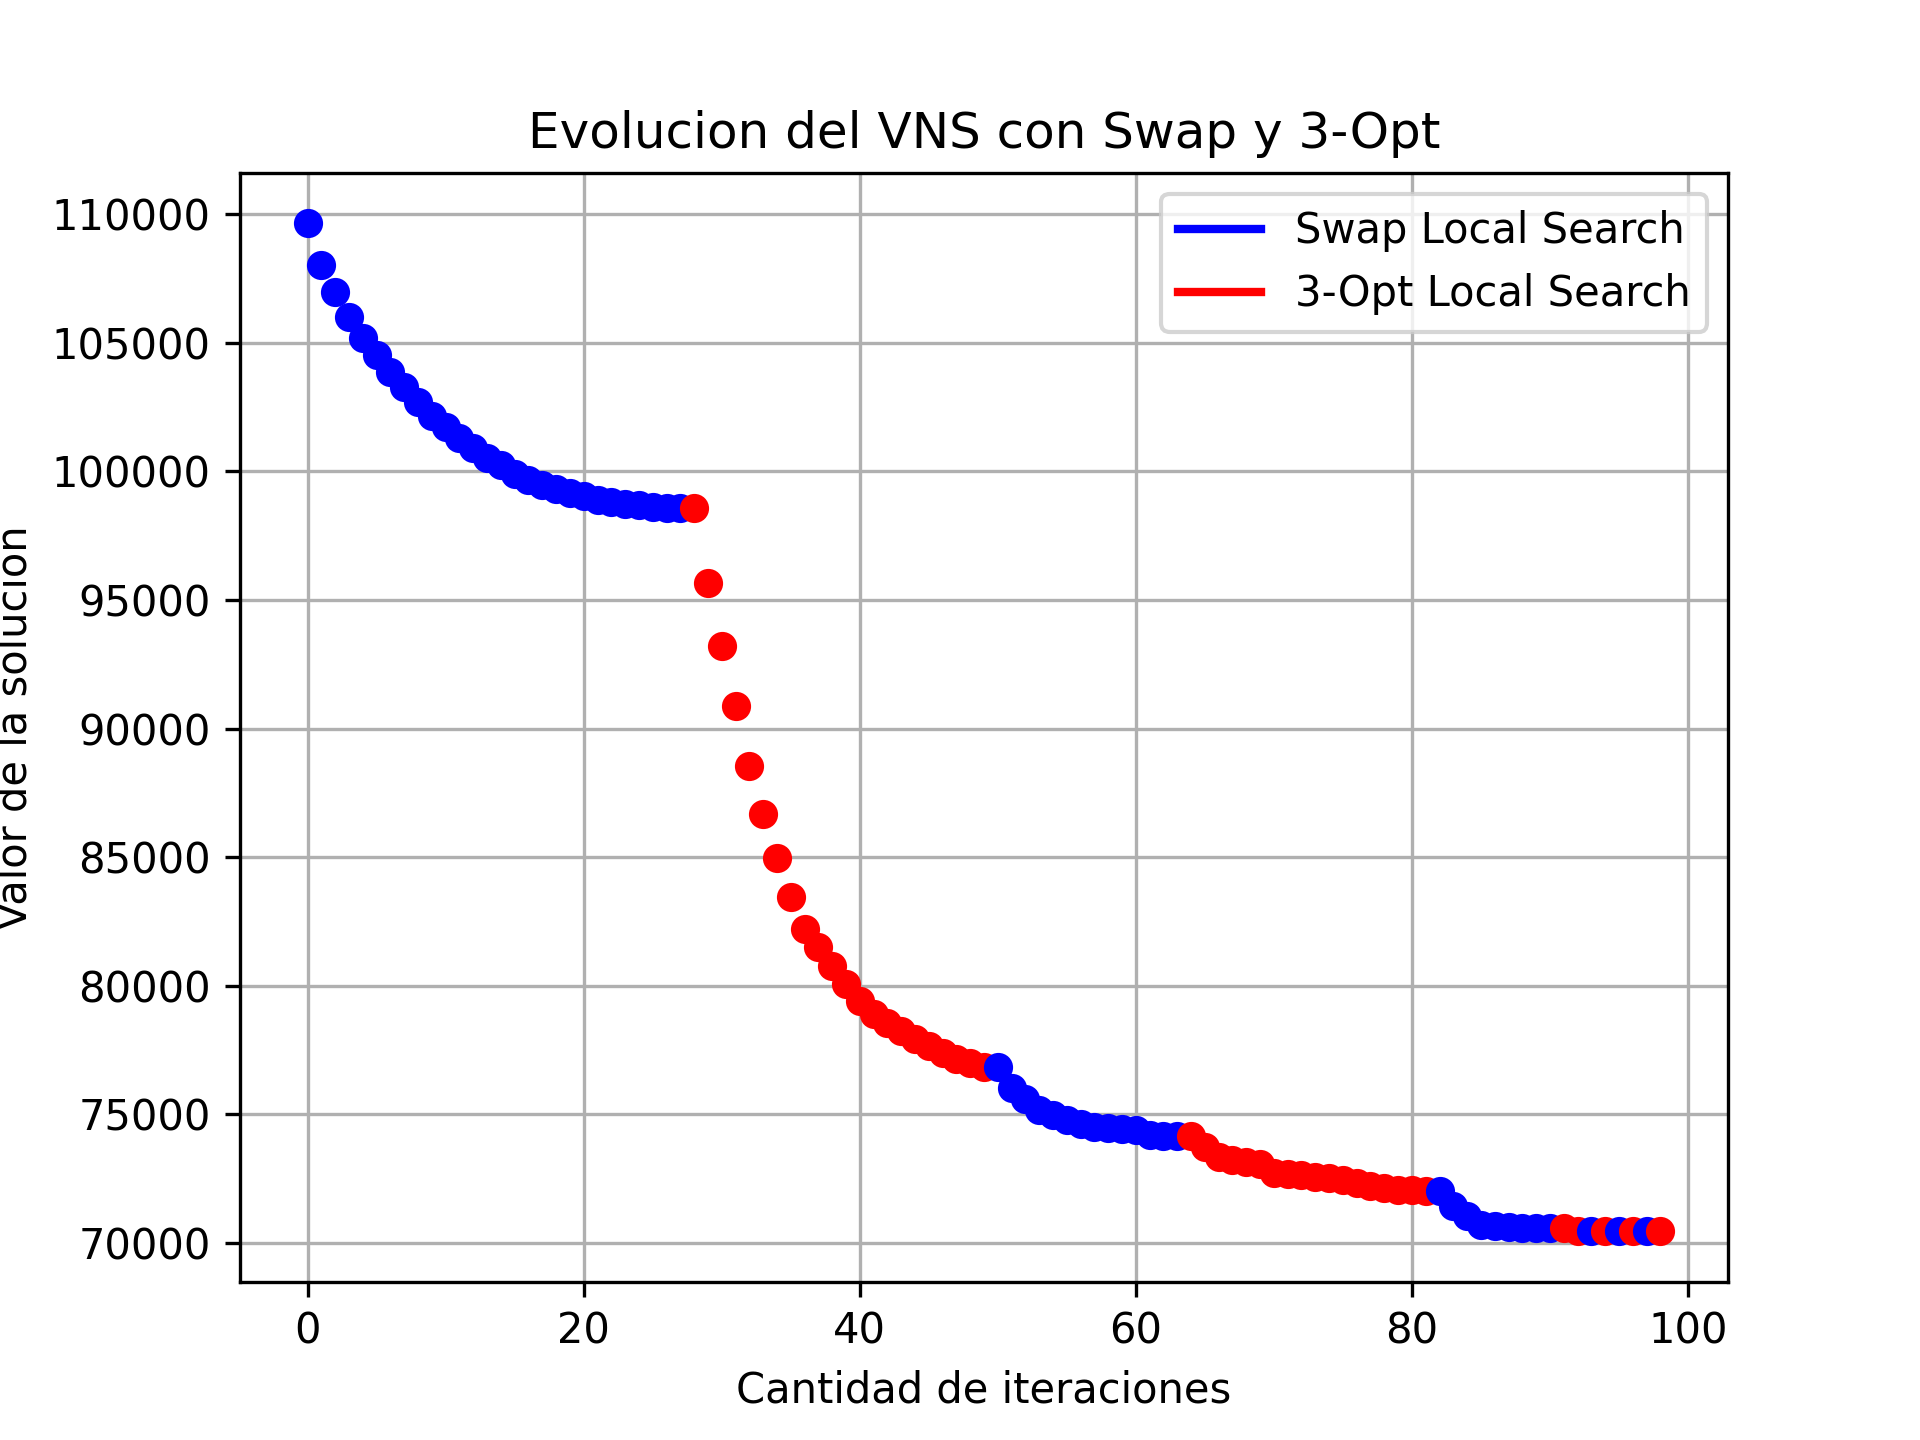 Evolucion del VNS con Swap y 3-Opt
Swap Local Search
3-Opt Local Search
Valor de la solucion
110000
105000
100000
95000
90000
85000
80000
75000
70000
0 20 40 60 80 100
Cantidad de iteraciones